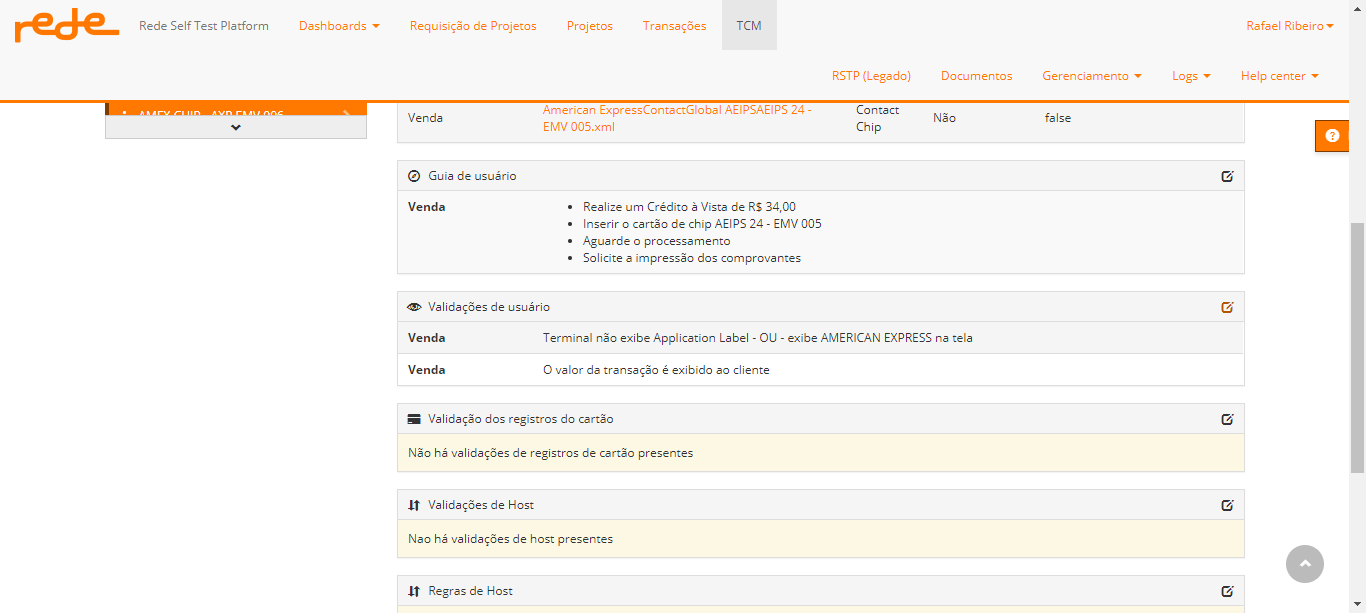 rede Rede Self Test Platform Dashboards Requisição de Projetos Projetos Transações TCM Rafael Ribeiro
RSTP (Legado) Documentos Gerenciamento Logs Help center
AMEX CHIP - AXP EMV 006
Venda American ExpressContactGlobal AEIPSAEIPS 24 - EMV 005.xml Contact Chip Não false
Guia de usuário
Venda
Realize um Crédito à Vista de R$ 34,00
Inserir o cartão de chip AEIPS 24 - EMV 005
Aguarde o processamento
Solicite a impressão dos comprovantes
Validações de usuário
Venda Terminal não exibe Application Label - OU - exibe AMERICAN EXPRESS na tela
Venda O valor da transação é exibido ao cliente
Validação dos registros do cartão
Não há validações de registros de cartão presentes
Validações de Host
Nao há validações de host presentes
Regras de Host